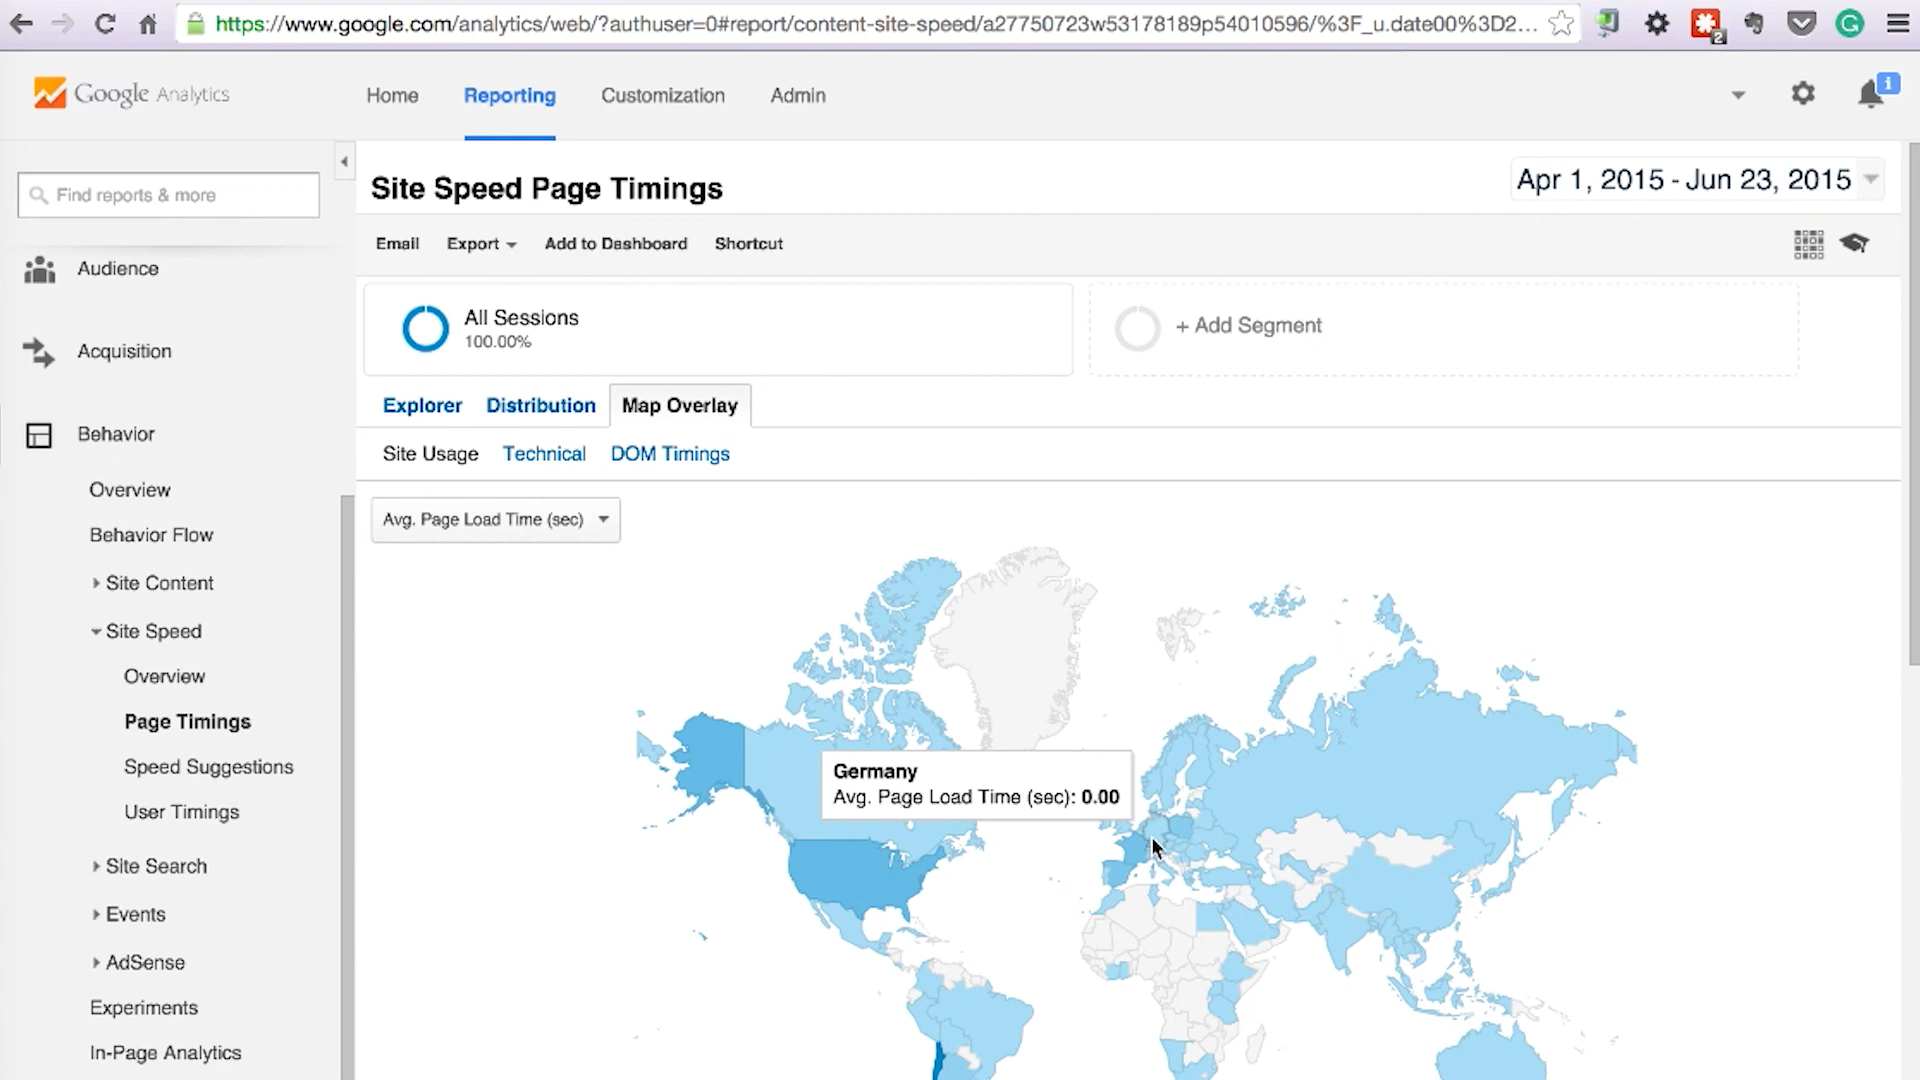 https://www.google.com/analytics/web/?authuser=0#report/content-site-speed/a27750723w53178189p54010596/%3F_u.date00%3D2...
2
G
Google Analytics
Home
Reporting
Customization
Admin
i
Find reports & more
Site Speed Page Timings
Apr 1, 2015 - Jun 23, 2015
Email
Export
Add to Dashboard
Shortcut
Audience
All Sessions
100.00%
+ Add Segment
Acquisition
Explorer
Distribution
Map Overlay
Behavior
Site Usage
Technical
DOM Timings
Overview
Avg. Page Load Time (sec)
Behavior Flow
Site Content
Site Speed
Overview
Page Timings
Speed Suggestions
User Timings
Germany
Avg. Page Load Time (sec): 0.00
Site Search
Events
AdSense
Experiments
In-Page Analytics